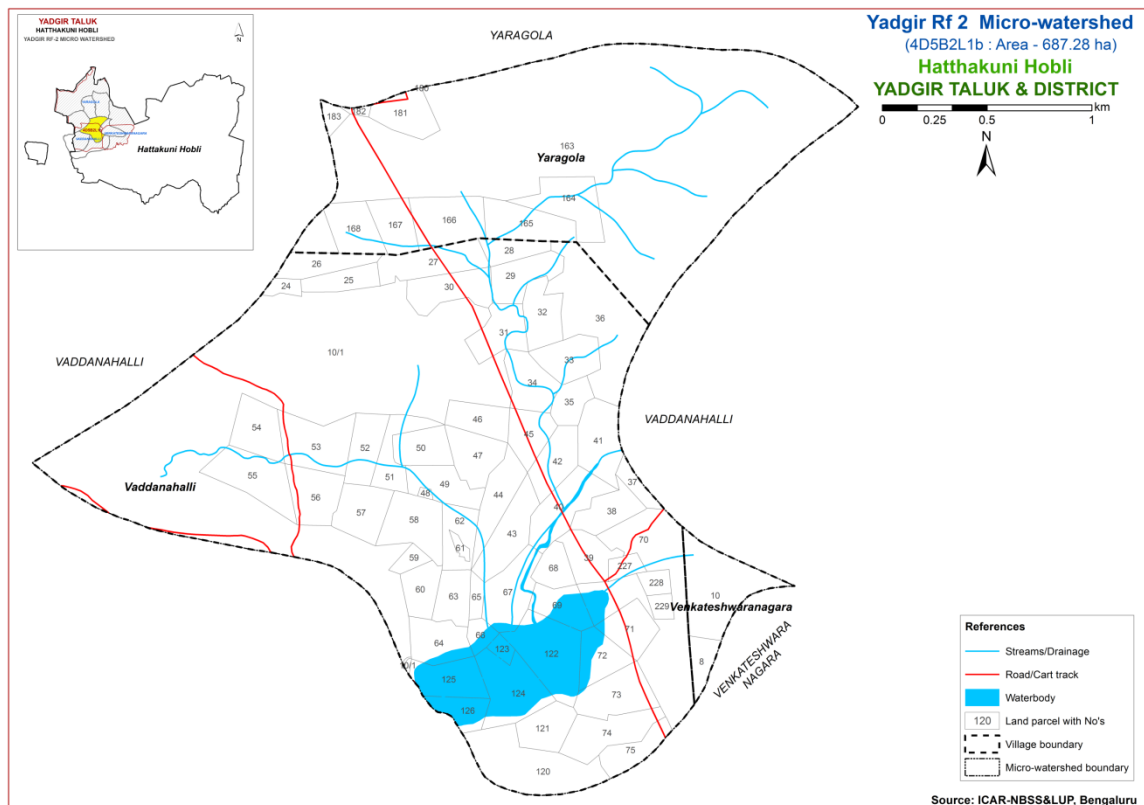 YADGIR TALUK
HATTHAKUNI HOBLI
YADGIR RF-2 MICRO WATERSHED
N
Hattakuni Hobli
Yadgir Rf 2 Micro-watershed
(4D5B2L1b : Area - 687.28 ha)
Hatthakuni Hobli
YADGIR TALUK & DISTRICT
km
0 0.25 0.5 1
N
YARAGOLA
180
183 182 181
163
Yaragola
164
168 167 166 165
26 27 28
24 25 30 29
32 36
31
VADDANAHALLI 10/1 33
34
35
VADDANAHALLI
54 46 45 41
53 52 50 47 42
55 51 49 37
Vaddanahalli 56 48 44
57 58 62 43 40 38
61 70
59 39
68 227
60 63 65 67 228 10
229
69 Venkateshwaranagara
66 71
64 123 122 72
10/1 8
125 124 73
126
121 74
75
120
VENKATESHWARA
NAGARA
References
Streams/Drainage
Road/Cart track
Waterbody
120 Land parcel with No's
Village boundary
Micro-watershed boundary
Source: ICAR-NBSS&LUP, Bengaluru